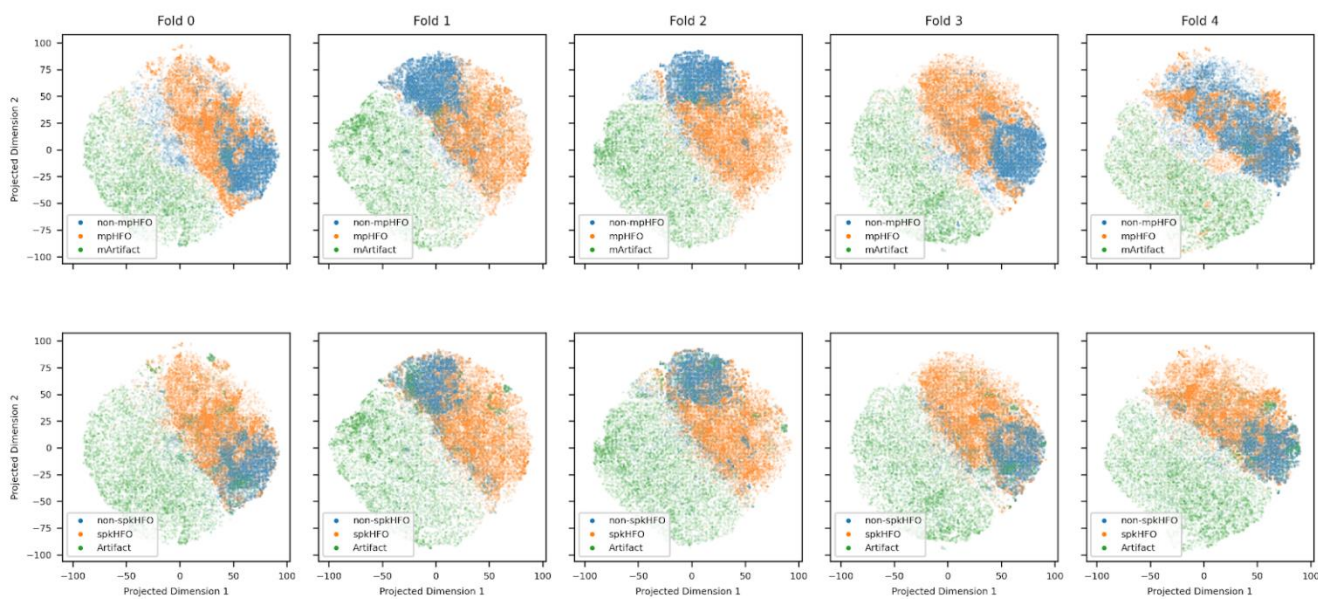 Fold 0 Fold 1 Fold 2 Fold 3 Fold 4
Projected Dimension 2
100
75
50
25
0
−25
−50
−75
−100
non-mpHFO
mpHFO
mArtifact
non-mpHFO
mpHFO
mArtifact
non-mpHFO
mpHFO
mArtifact
non-mpHFO
mpHFO
mArtifact
non-mpHFO
mpHFO
mArtifact
Projected Dimension 2
100
75
50
25
0
−25
−50
−75
−100
non-spkHFO
spkHFO
Artifact
non-spkHFO
spkHFO
Artifact
non-spkHFO
spkHFO
Artifact
non-spkHFO
spkHFO
Artifact
non-spkHFO
spkHFO
Artifact
−100 −50 0 50 100 −100 −50 0 50 100 −100 −50 0 50 100 −100 −50 0 50 100 −100 −50 0 50 100
Projected Dimension 1 Projected Dimension 1 Projected Dimension 1 Projected Dimension 1 Projected Dimension 1